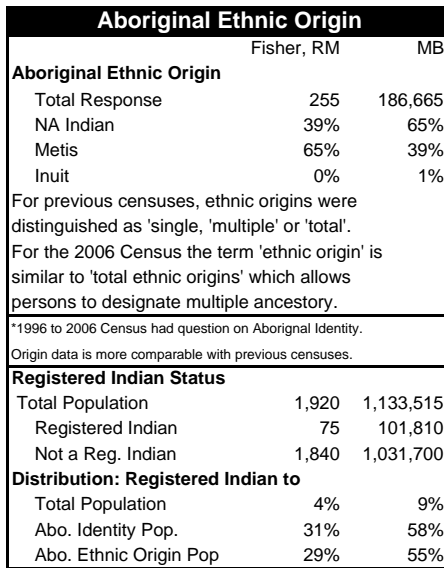 Aboriginal Ethnic Origin
Fisher, RM MB
Aboriginal Ethnic Origin
Total Response 255 186,665
NA Indian 39% 65%
Metis 65% 39%
Inuit 0% 1%
For previous censuses, ethnic origins were
distinguished as 'single, 'multiple' or 'total'.
For the 2006 Census the term 'ethnic origin' is
similar to 'total ethnic origins' which allows
persons to designate multiple ancestory.
*1996 to 2006 Census had question on Aborignal Identity.
Origin data is more comparable with previous censuses.
Registered Indian Status
Total Population 1,920 1,133,515
Registered Indian 75 101,810
Not a Reg. Indian 1,840 1,031,700
Distribution: Registered Indian to
Total Population 4% 9%
Abo. Identity Pop. 31% 58%
Abo. Ethnic Origin Pop 29% 55%